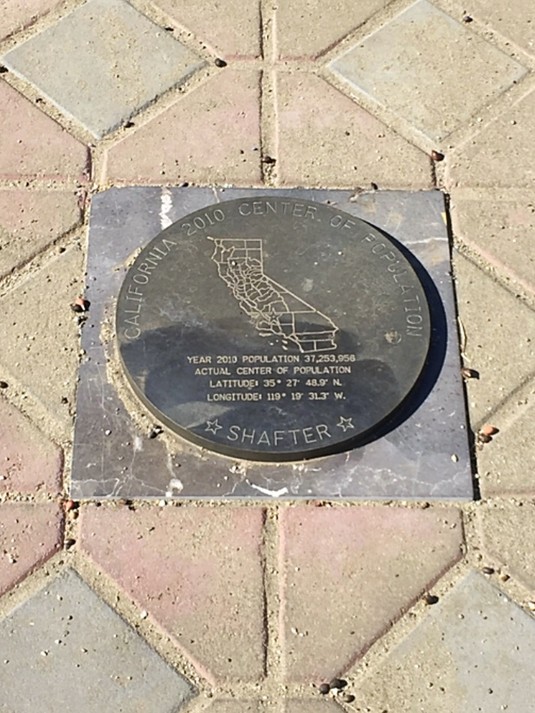 CALIFORNIA 2010 CENTER OF POPULATION
YEAR 2010 POPULATION 37,253,956
ACTUAL CENTER OF POPULATION
LATITUDE: 35° 27' 48.9" N.
LONGITUDE: 119° 19' 31.3" W.
SHAFTER